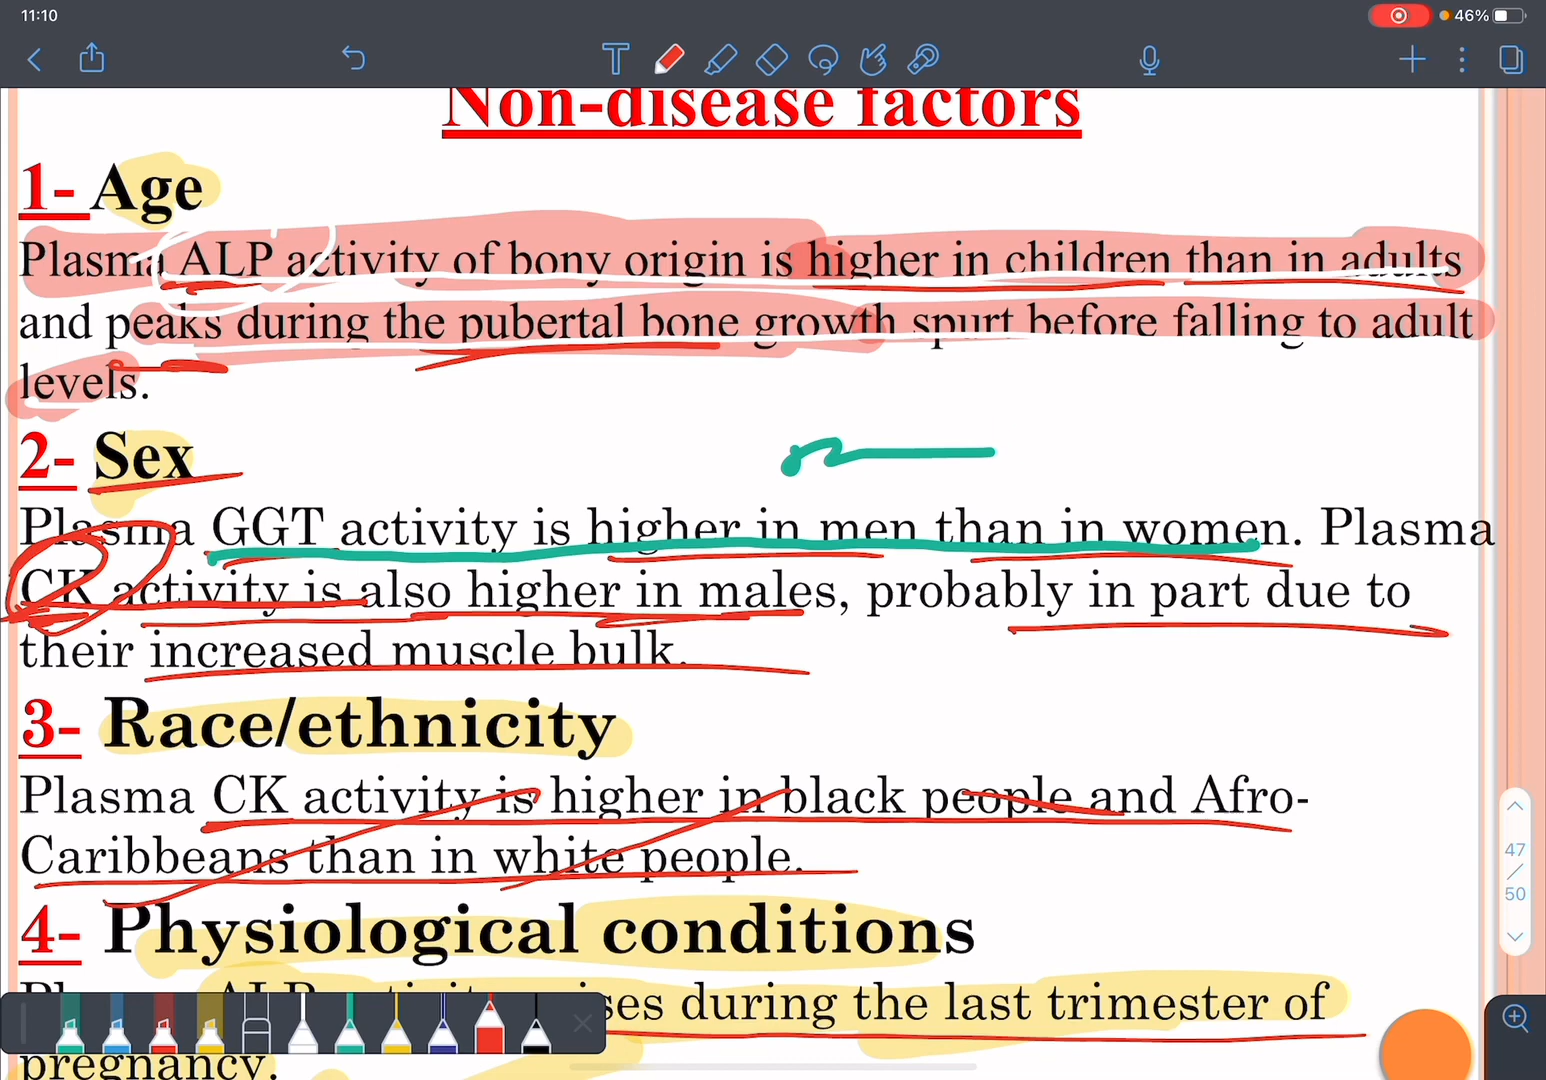 11:10
46%
Non-disease factors
1- Age
Plasma ALP activity of bony origin is higher in children than in adults
and peaks during the pubertal bone growth spurt before falling to adult
levels.
2- Sex
Plasma GGT activity is higher in men than in women. Plasma
CK activity is also higher in males, probably in part due to
their increased muscle bulk.
3- Race/ethnicity
Plasma CK activity is higher in black people and Afro-
Caribbeans than in white people.
4- Physiological conditions
during the last trimester of
pregnancy.
47
/
50